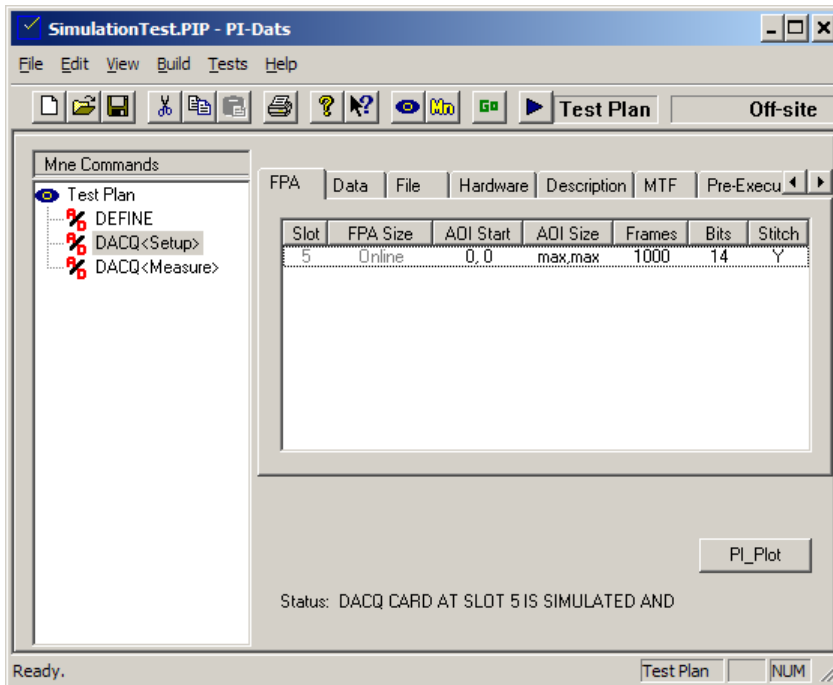 SimulationTest.PIP - PI-Dats
File Edit View Build Tests Help
Mn Go Test Plan Off-site
Mne Commands
Test Plan
DEFINE
DACQ<Setup>
DACQ<Measure>
FPA Data File Hardware Description MTF Pre-Execu
Slot FPA Size AOI Start AOI Size Frames Bits Stitch
5 Online 0, 0 max,max 1000 14 Y
PI_Plot
Status: DACQ CARD AT SLOT 5 IS SIMULATED AND
Ready. Test Plan NUM